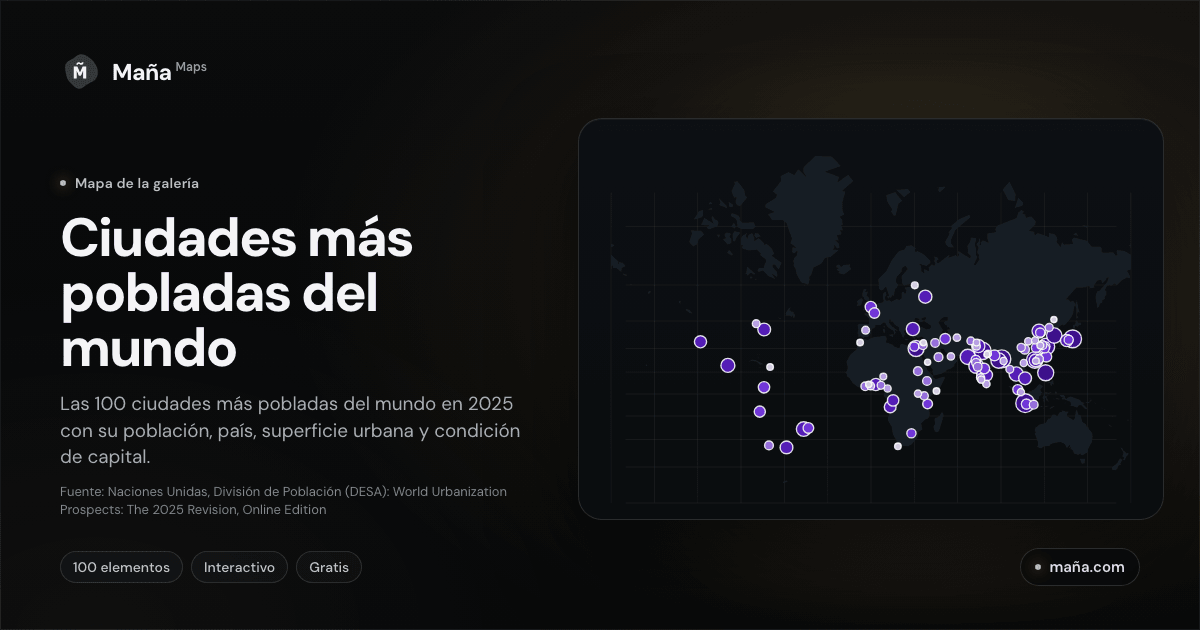 M̃ Maña Maps
Mapa de la galería
Ciudades más
pobladas del
mundo
Las 100 ciudades más pobladas del mundo en 2025
con su población, país, superficie urbana y condición
de capital.
Fuente: Naciones Unidas, División de Población (DESA): World Urbanization
Prospects: The 2025 Revision, Online Edition
100 elementos
Interactivo
Gratis
maña.com